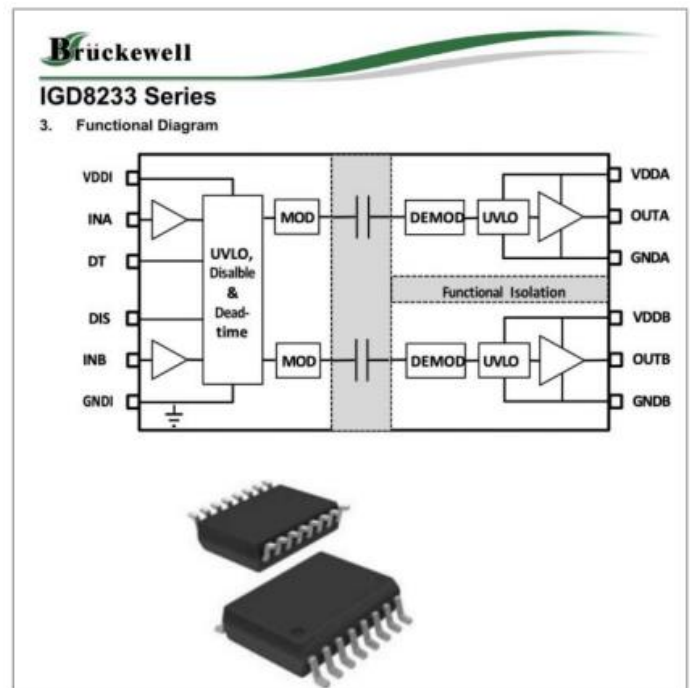 Brückewell
IGD8233 Series
3. Functional Diagram
VDDI
INA
DT
DIS
INB
GNDI
UVLO,
Disalble
&
Dead-
time
MOD
DEMOD
UVLO
MOD
DEMOD
UVLO
Functional Isolation
VDDA
OUTA
GNDA
VDDB
OUTB
GNDB